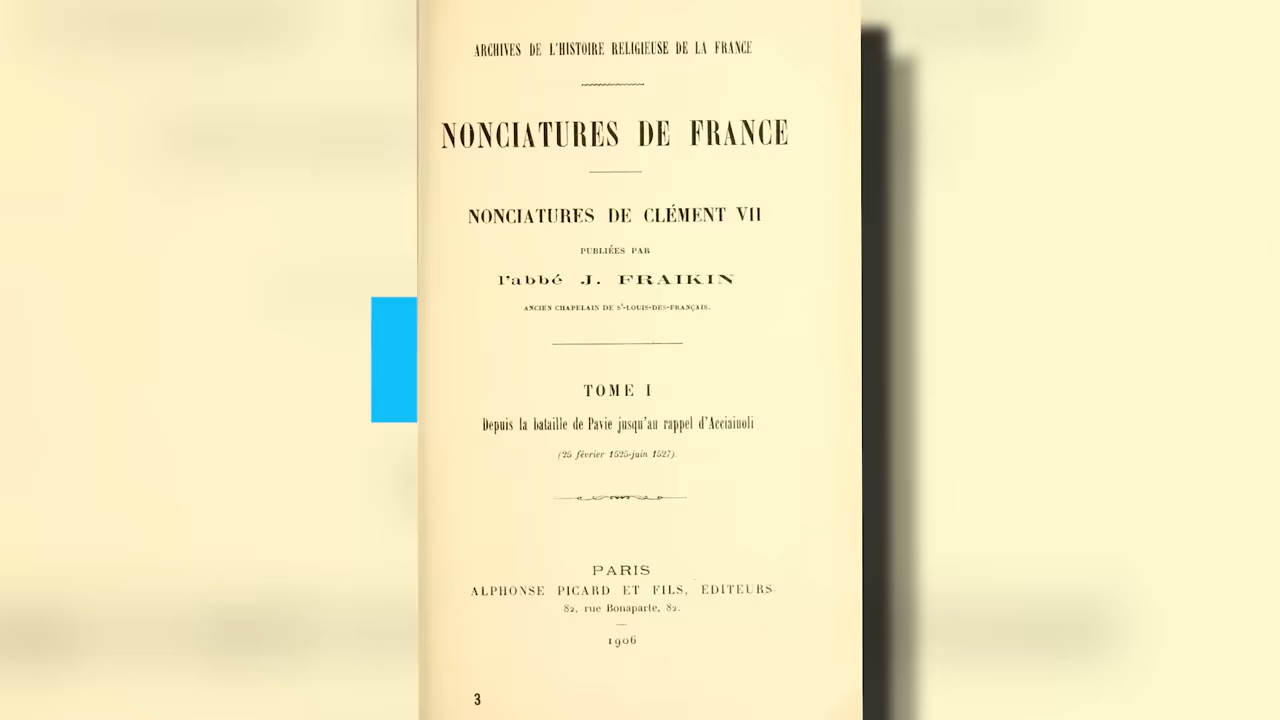 ARCHIVES DE L'HISTOIRE RELIGIEUSE DE LA FRANCE
NONCIATURES DE FRANCE
NONCIATURES DE CLÉMENT VII
PUBLIÉES PAR
l'abbé J. FRAIKIN
ANCIEN CHAPELAIN DE St-LOUIS-DES-FRANÇAIS.
TOME I
Depuis la bataille de Pavie jusqu'au rappel d'Acciaiuoli
(25 février 1525-juin 1527).
PARIS
ALPHONSE PICARD ET FILS, ÉDITEURS
82, rue Bonaparte, 82.
1906
3